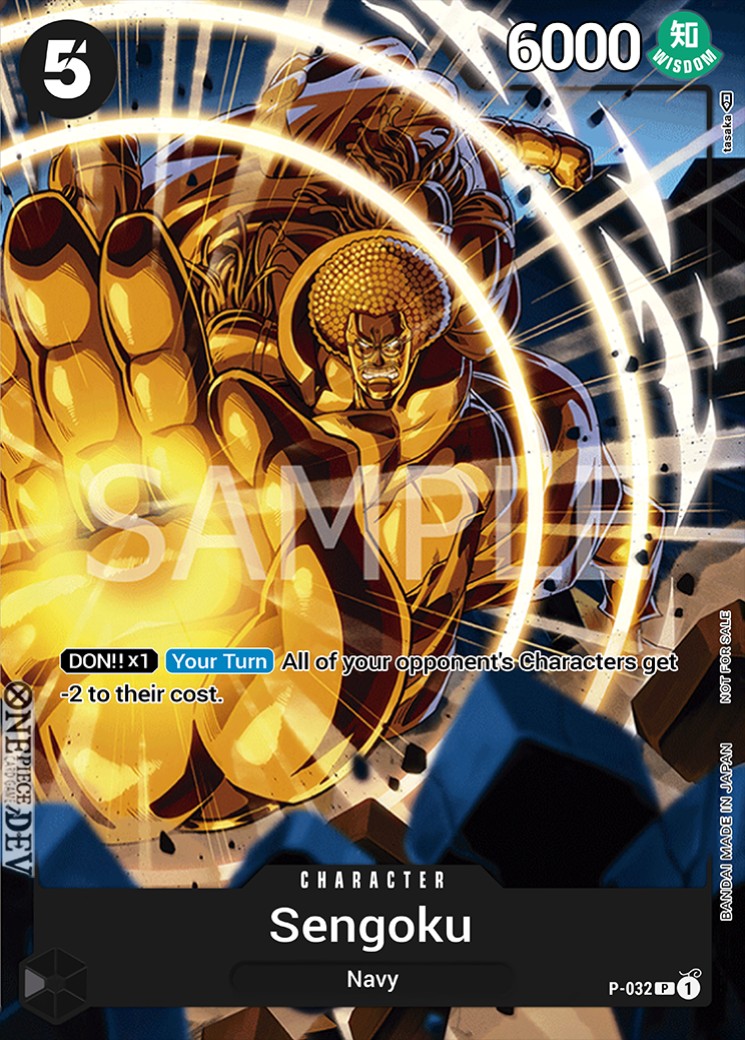 5
6000
知
WISDOM
tasaka
SAMPLE
DON!! x1 Your Turn All of your opponent's Characters get
-2 to their cost.
NOT FOR SALE
BANDAI MADE IN JAPAN
ONE PIECE
CARD GAME
DEV
CHARACTER
Sengoku
Navy
P-032 P 1